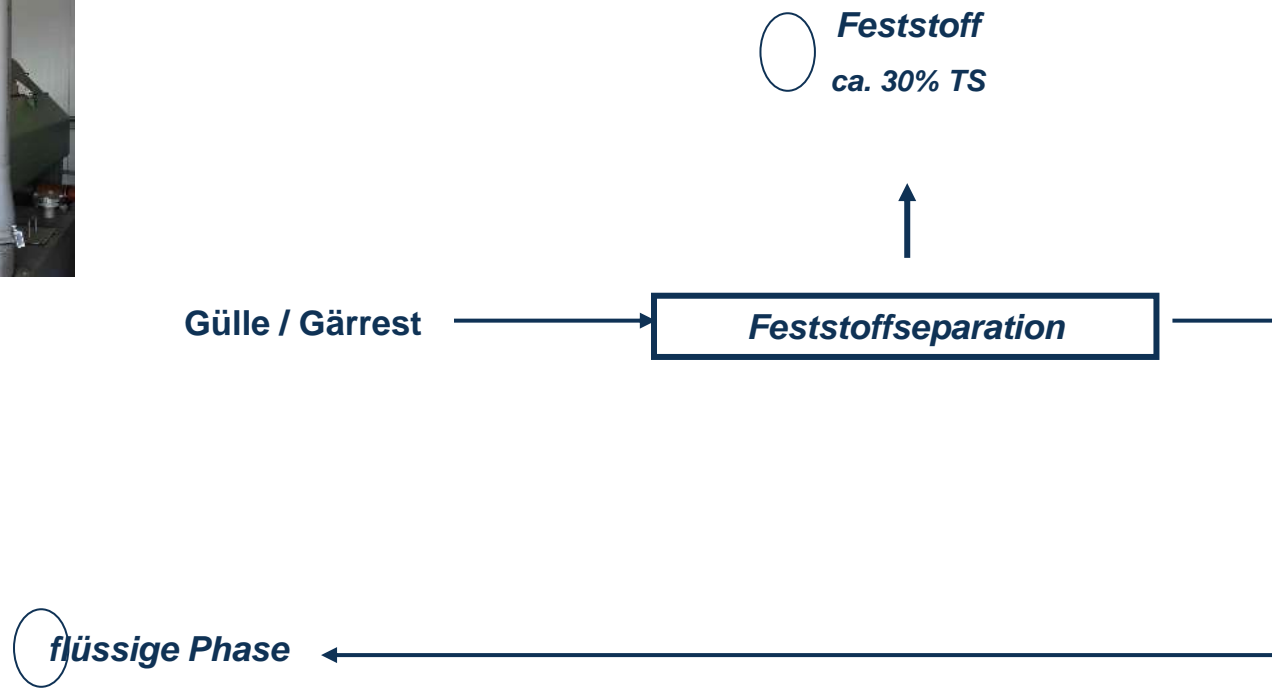 Feststoff
ca. 30% TS
Gülle / Gärrest
Feststoffseparation
flüssige Phase